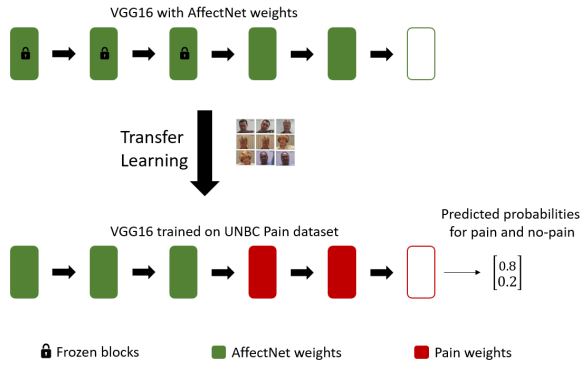 VGG16 with AffectNet weights
Transfer
Learning
VGG16 trained on UNBC Pain dataset
Predicted probabilities
for pain and no-pain
0.8
0.2
Frozen blocks
AffectNet weights
Pain weights